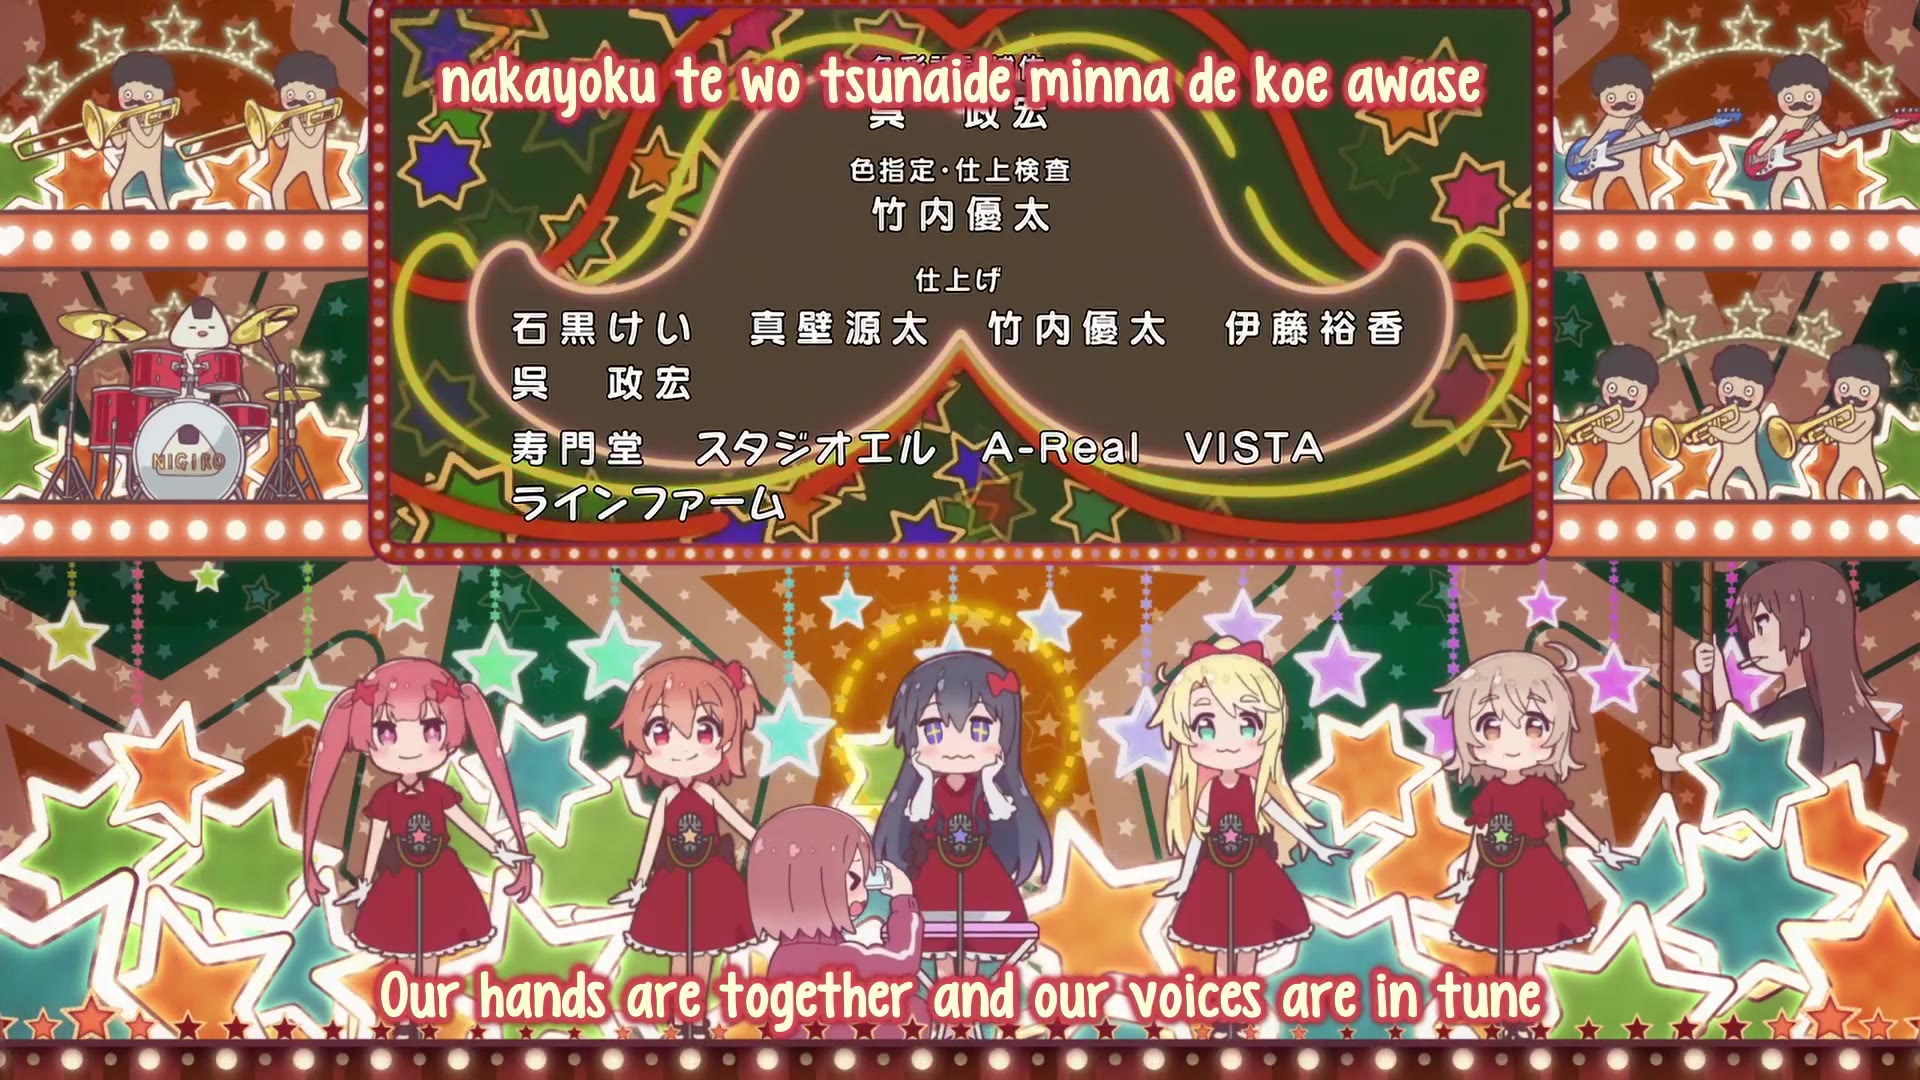 nakayoku te wo tsunaide minna de koe awase
呉　政宏
色指定・仕上検査
竹内優太
仕上げ
石黒けい　真壁源太　竹内優太　伊藤裕香
呉　政宏
寿門堂　スタジオエル　A-Real　VISTA
ラインファーム
NIGIRO
Our hands are together and our voices are in tune